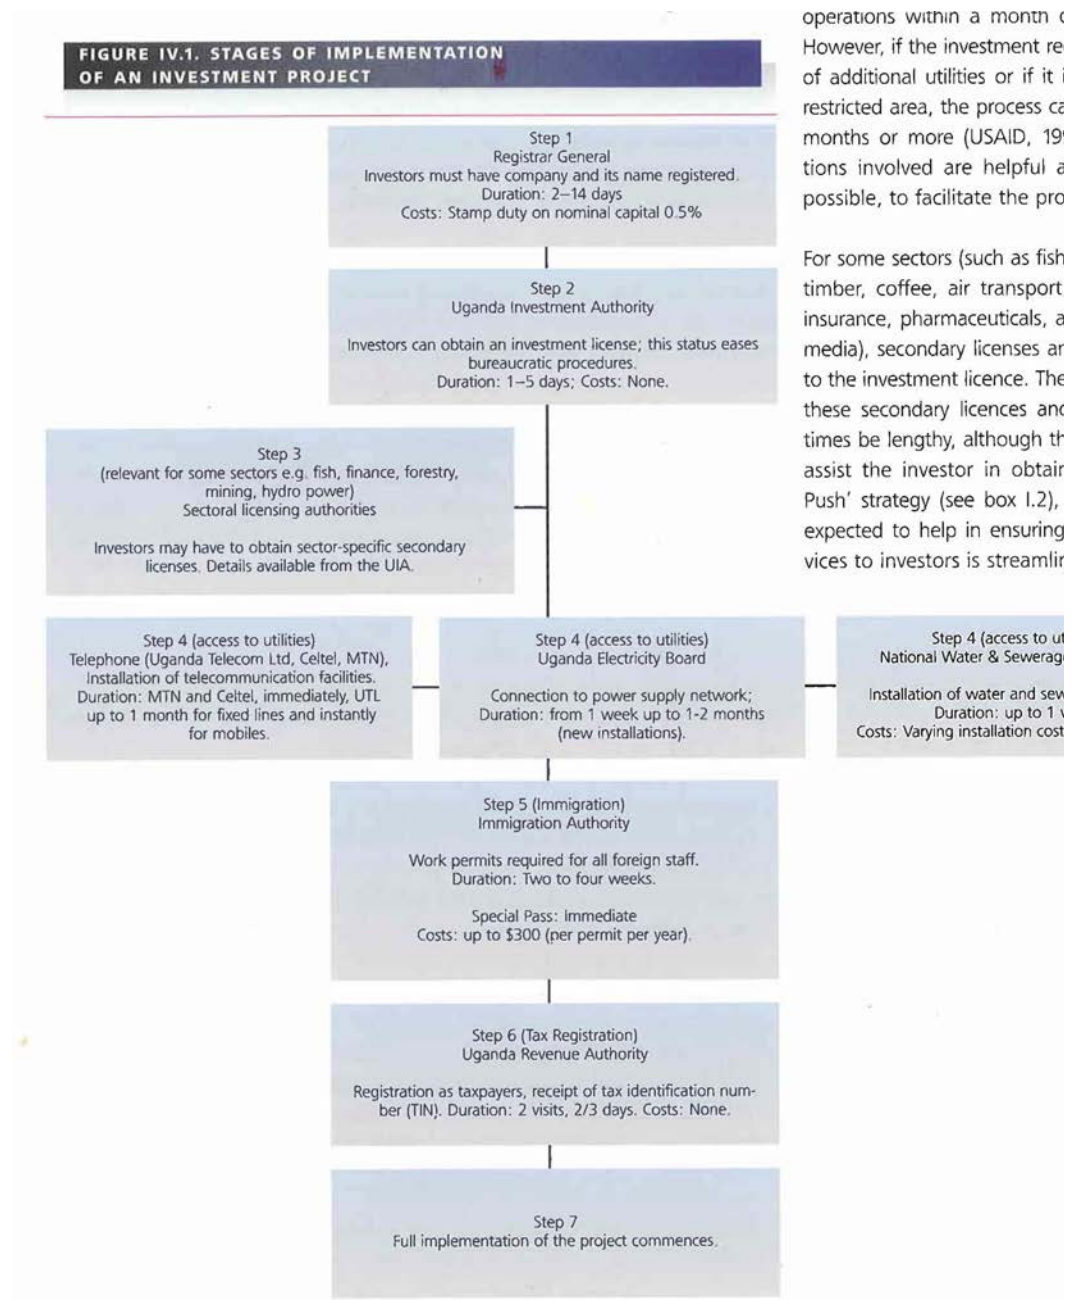 FIGURE IV.1. STAGES OF IMPLEMENTATION
OF AN INVESTMENT PROJECT
Step 1
Registrar General
Investors must have company and its name registered.
Duration: 2–14 days
Costs: Stamp duty on nominal capital 0.5%
Step 2
Uganda Investment Authority
Investors can obtain an investment license; this status eases
bureaucratic procedures.
Duration: 1–5 days; Costs: None.
Step 3
(relevant for some sectors e.g. fish, finance, forestry,
mining, hydro power)
Sectoral licensing authorities
Investors may have to obtain sector-specific secondary
licenses. Details available from the UIA.
Step 4 (access to utilities)
Telephone (Uganda Telecom Ltd, Celtel, MTN),
Installation of telecommunication facilities.
Duration: MTN and Celtel, immediately, UTL
up to 1 month for fixed lines and instantly
for mobiles.
Step 4 (access to utilities)
Uganda Electricity Board
Connection to power supply network;
Duration: from 1 week up to 1-2 months
(new installations).
Step 4 (access to ut
National Water & Sewerag
Installation of water and sew
Duration: up to 1
Costs: Varying installation cost
Step 5 (Immigration)
Immigration Authority
Work permits required for all foreign staff.
Duration: Two to four weeks.
Special Pass: Immediate
Costs: up to $300 (per permit per year).
Step 6 (Tax Registration)
Uganda Revenue Authority
Registration as taxpayers, receipt of tax identification num-
ber (TIN). Duration: 2 visits, 2/3 days. Costs: None.
Step 7
Full implementation of the project commences.
operations within a month
However, if the investment re
of additional utilities or if it i
restricted area, the process ca
months or more (USAID, 19
tions involved are helpful a
possible, to facilitate the pro
For some sectors (such as fish
timber, coffee, air transport
insurance, pharmaceuticals, a
media), secondary licenses ar
to the investment licence. The
these secondary licences and
times be lengthy, although th
assist the investor in obtair
Push' strategy (see box I.2),
expected to help in ensuring
vices to investors is streamlin